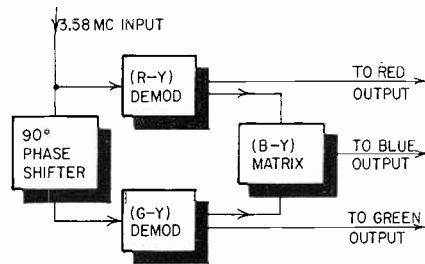 3.58 MC INPUT
(R-Y)
DEMOD
TO RED
OUTPUT
90°
PHASE
SHIFTER
(B-Y)
MATRIX
TO BLUE
OUTPUT
(G-Y)
DEMOD
TO GREEN
OUTPUT